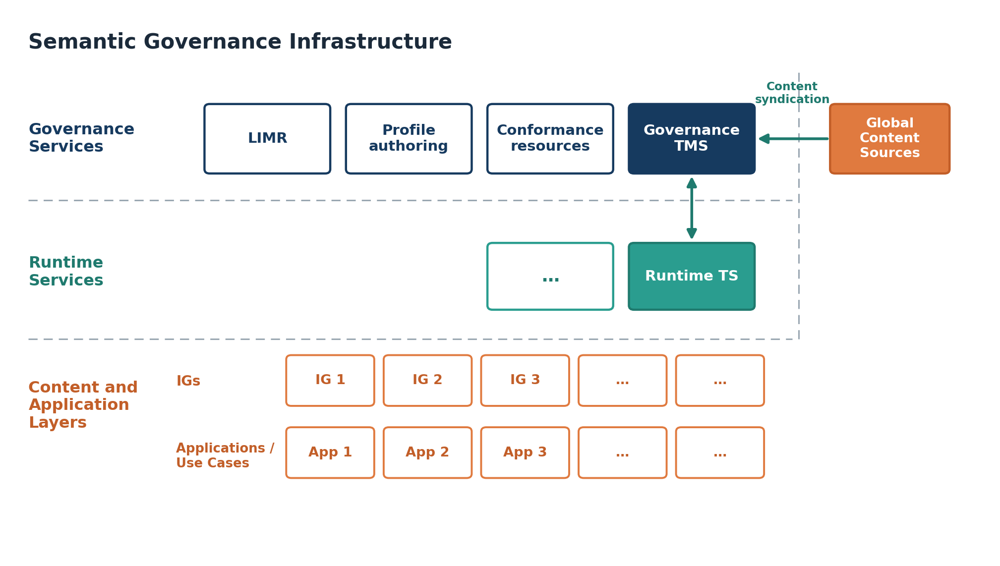 Semantic Governance Infrastructure
Content
syndication
Governance
Services
LIMR
Profile
authoring
Conformance
resources
Governance
TMS
Global
Content
Sources
Runtime
Services
...
Runtime TS
Content and
Application
Layers
IGs
IG 1
IG 2
IG 3
...
...
Applications /
Use Cases
App 1
App 2
App 3
...
...